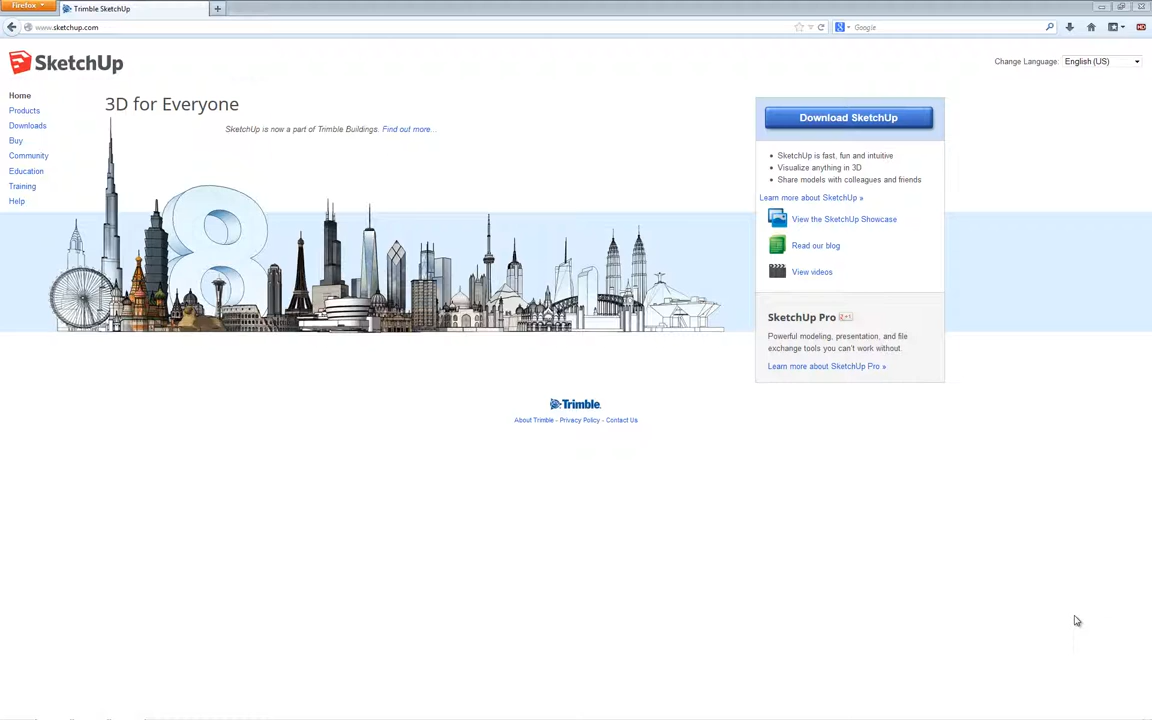 Firefox
Trimble SketchUp
www.sketchup.com
Google
SketchUp
Change Language: English (US)
Home
Products
Downloads
Buy
Community
Education
Training
Help
3D for Everyone
SketchUp is now a part of Trimble Buildings. Find out more...
8
Download SketchUp
SketchUp is fast, fun and intuitive
Visualize anything in 3D
Share models with colleagues and friends
Learn more about SketchUp »
View the SketchUp Showcase
Read our blog
View videos
SketchUp Pro
Powerful modeling, presentation, and file
exchange tools you can't work without.
Learn more about SketchUp Pro »
Trimble.
About Trimble - Privacy Policy - Contact Us